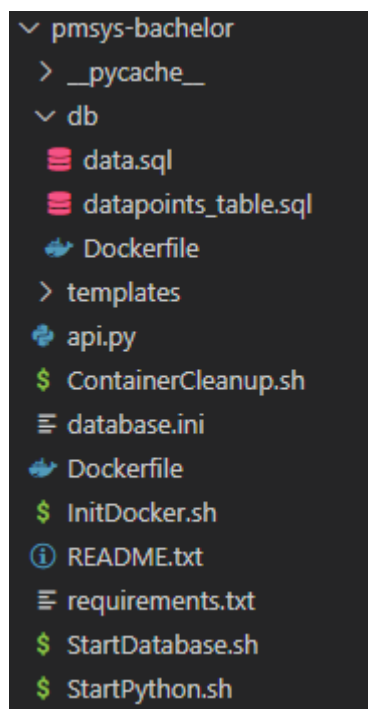 pmsys-bachelor
__pycache__
db
data.sql
datapoints_table.sql
Dockerfile
templates
api.py
$ ContainerCleanup.sh
database.ini
Dockerfile
$ InitDocker.sh
README.txt
requirements.txt
$ StartDatabase.sh
$ StartPython.sh